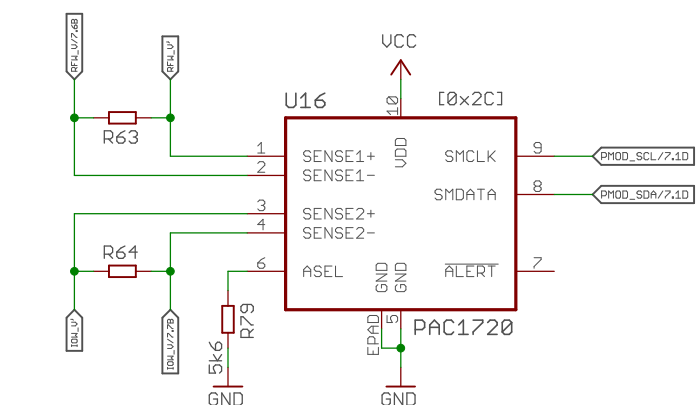 RFW_V/7.6B
RFW_V'
VCC
U16
[0x2C]
10
R63
1
SENSE1+
VDD
SMCLK
9
PMOD_SCL/7.1D
2
SENSE1-
SMDATA
8
PMOD_SDA/7.1D
3
SENSE2+
4
SENSE2-
R64
6
ASEL
GND
GND
ALERT
7
IOW_V'
IOW_V/7.7B
R79
5k6
EPAD
5
PAC1720
GND
GND